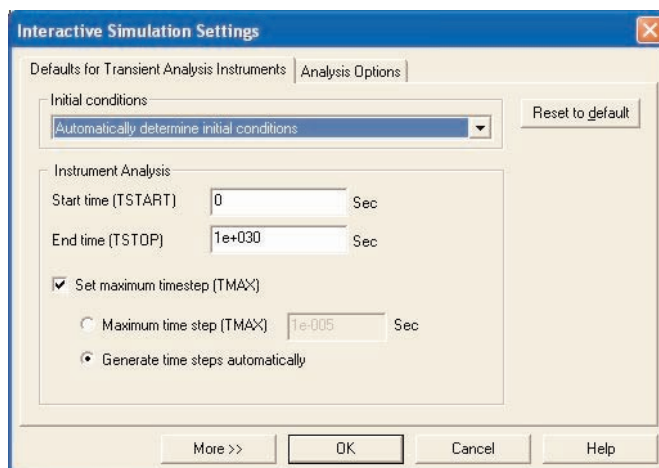 Interactive Simulation Settings
Defaults for Transient Analysis Instruments
Analysis Options
Initial conditions
Automatically determine initial conditions
Reset to default
Instrument Analysis
Start time (TSTART) 0 Sec
End time (TSTOP) 1e+030 Sec
Set maximum timestep (TMAX)
Maximum time step (TMAX) 1e-005 Sec
Generate time steps automatically
More >> OK Cancel Help